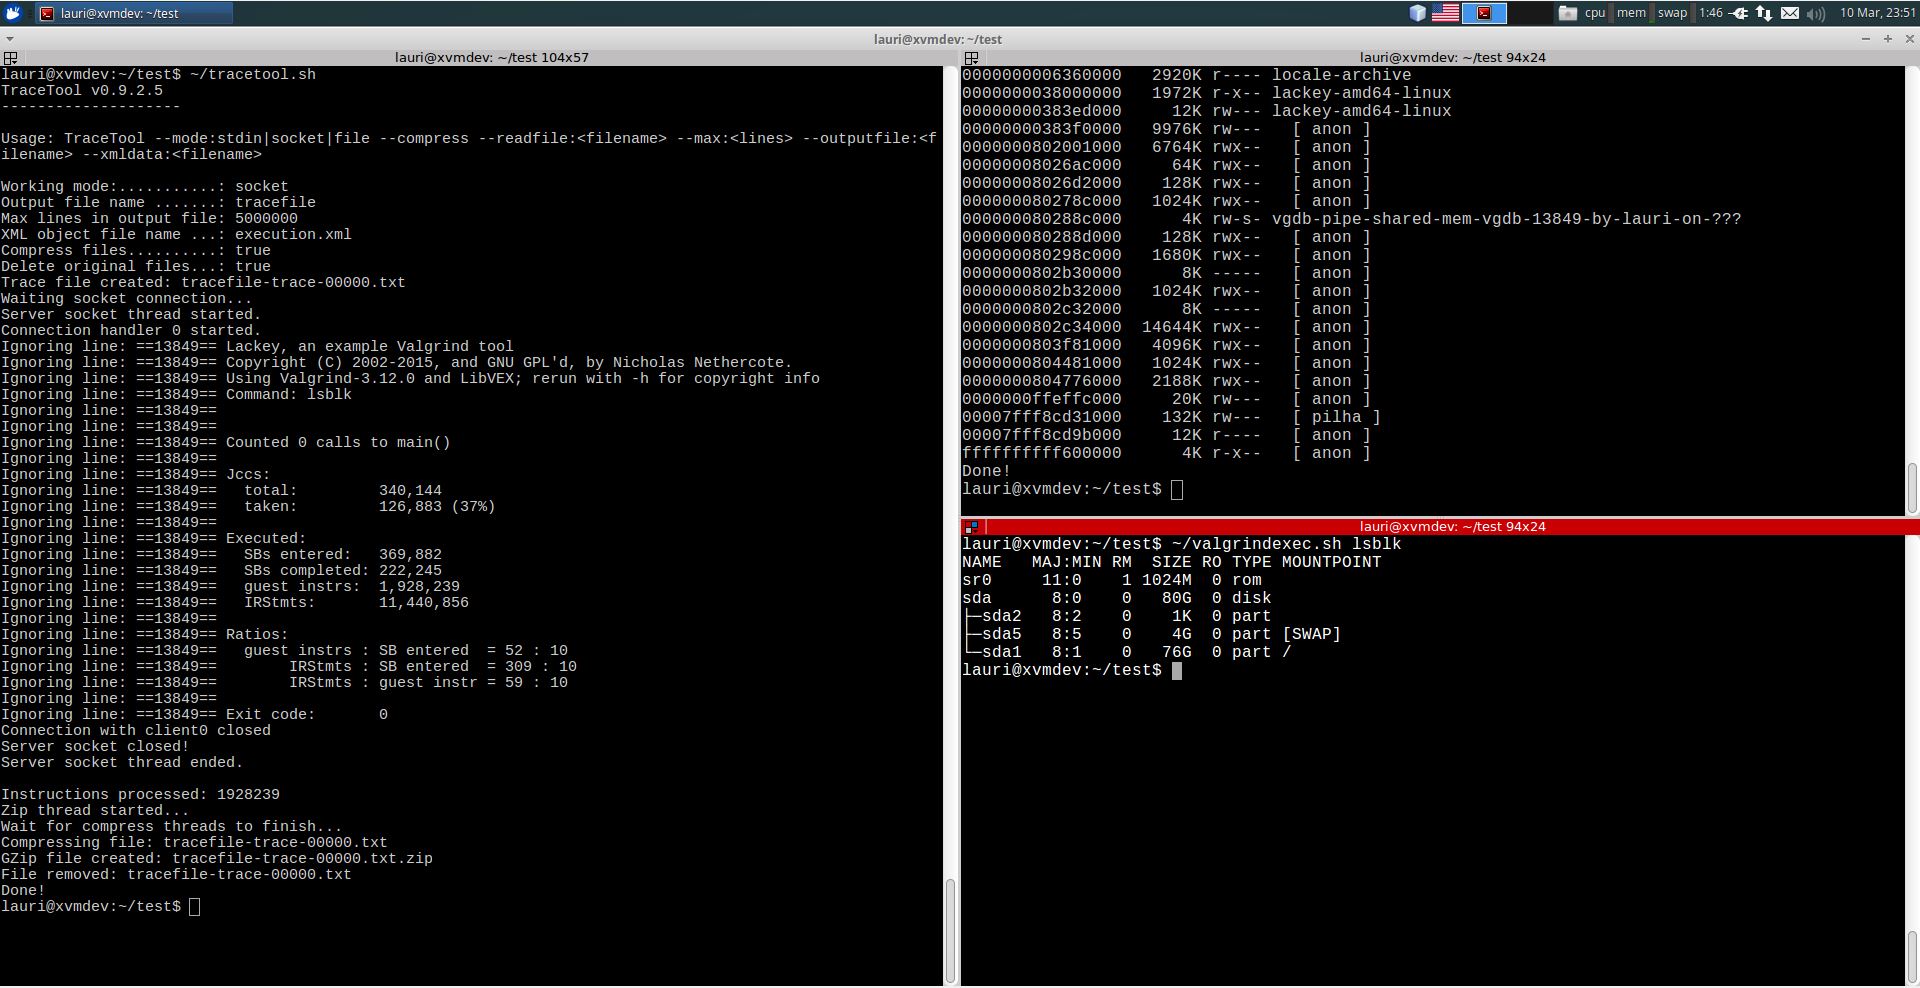 lauri@xvmdev: ~/test
cpu mem swap 1:46 10 Mar, 23:51
lauri@xvmdev: ~/test
lauri@xvmdev: ~/test 104x57
lauri@xvmdev:~/test$ ~/tracetool.sh
TraceTool v0.9.2.5
--------------------
Usage: TraceTool --mode:stdin|socket|file --compress --readfile:<filename> --max:<lines> --outputfile:<f
ilename> --xmldata:<filename>
Working mode:...........: socket
Output file name .......: tracefile
Max lines in output file: 5000000
XML object file name ...: execution.xml
Compress files..........: true
Delete original files...: true
Trace file created: tracefile-trace-00000.txt
Waiting socket connection...
Server socket thread started.
Connection handler 0 started.
Ignoring line: ==13849== Lackey, an example Valgrind tool
Ignoring line: ==13849== Copyright (C) 2002-2015, and GNU GPL'd, by Nicholas Nethercote.
Ignoring line: ==13849== Using Valgrind-3.12.0 and LibVEX; rerun with -h for copyright info
Ignoring line: ==13849== Command: lsblk
Ignoring line: ==13849==
Ignoring line: ==13849==
Ignoring line: ==13849== Counted 0 calls to main()
Ignoring line: ==13849==
Ignoring line: ==13849== Jccs:
Ignoring line: ==13849==   total:         340,144
Ignoring line: ==13849==   taken:         126,883 (37%)
Ignoring line: ==13849==
Ignoring line: ==13849== Executed:
Ignoring line: ==13849==   SBs entered:   369,882
Ignoring line: ==13849==   SBs completed: 222,245
Ignoring line: ==13849==   guest instrs:  1,928,239
Ignoring line: ==13849==   IRStmts:       11,440,856
Ignoring line: ==13849==
Ignoring line: ==13849== Ratios:
Ignoring line: ==13849==   guest instrs : SB entered  = 52 : 10
Ignoring line: ==13849==        IRStmts : SB entered  = 309 : 10
Ignoring line: ==13849==        IRStmts : guest instr = 59 : 10
Ignoring line: ==13849==
Ignoring line: ==13849== Exit code:       0
Connection with client0 closed
Server socket closed!
Server socket thread ended.
Instructions processed: 1928239
Zip thread started...
Wait for compress threads to finish...
Compressing file: tracefile-trace-00000.txt
GZip file created: tracefile-trace-00000.txt.zip
File removed: tracefile-trace-00000.txt
Done!
lauri@xvmdev:~/test$
lauri@xvmdev: ~/test 94x24
0000000006360000   2920K r---- locale-archive
0000000038000000   1972K r-x-- lackey-amd64-linux
00000000383ed000     12K rw--- lackey-amd64-linux
00000000383f0000   9976K rw---   [ anon ]
0000000802001000   6764K rwx--   [ anon ]
00000008026ac000     64K rwx--   [ anon ]
00000008026d2000    128K rwx--   [ anon ]
000000080278c000   1024K rwx--   [ anon ]
000000080288c000      4K rw-s- vgdb-pipe-shared-mem-vgdb-13849-by-lauri-on-???
000000080288d000    128K rwx--   [ anon ]
000000080298c000   1680K rwx--   [ anon ]
0000000802b30000      8K -----   [ anon ]
0000000802b32000   1024K rwx--   [ anon ]
0000000802c32000      8K -----   [ anon ]
0000000802c34000  14644K rwx--   [ anon ]
0000000803f81000   4096K rwx--   [ anon ]
0000000804481000   1024K rwx--   [ anon ]
0000000804776000   2188K rwx--   [ anon ]
0000000ffeffc000     20K rw---   [ anon ]
00007fff8cd31000    132K rw---   [ pilha ]
00007fff8cd9b000     12K r----   [ anon ]
ffffffffff600000      4K r-x--   [ anon ]
Done!
lauri@xvmdev:~/test$
lauri@xvmdev: ~/test 94x24
lauri@xvmdev:~/test$ ~/valgrindexec.sh lsblk
NAME   MAJ:MIN RM  SIZE RO TYPE MOUNTPOINT
sr0     11:0    1 1024M  0 rom
sda      8:0    0   80G  0 disk
├─sda2   8:2    0    1K  0 part
├─sda5   8:5    0    4G  0 part [SWAP]
└─sda1   8:1    0   76G  0 part /
lauri@xvmdev:~/test$